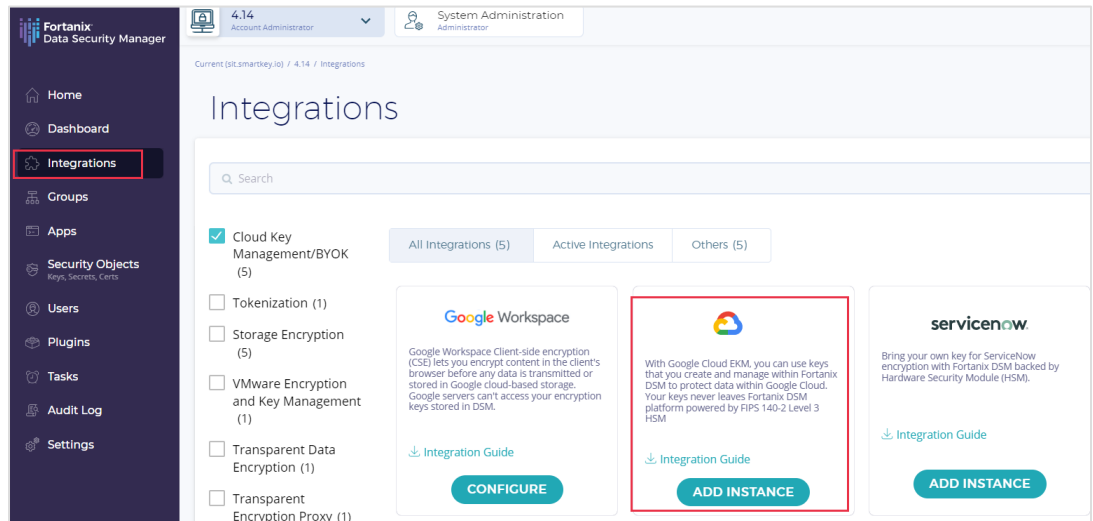 Fortanix
Data Security Manager
4.14
Account Administrator
System Administration
Administrator
Current (sit.smartkey.io) / 4.14 / Integrations
Home
Dashboard
Integrations
Groups
Apps
Security Objects
Keys, Secrets, Certs
Users
Plugins
Tasks
Audit Log
Settings
Integrations
Search
Cloud Key
Management/BYOK
(5)
Tokenization (1)
Storage Encryption
(5)
VMware Encryption
and Key Management
(1)
Transparent Data
Encryption (1)
Transparent
Encryption Proxy (1)
All Integrations (5)
Active Integrations
Others (5)
Google Workspace
Google Workspace Client-side encryption
(CSE) lets you encrypt content in the client's
browser before any data is transmitted or
stored in Google cloud-based storage.
Google servers can't access your encryption
keys stored in DSM.
Integration Guide
CONFIGURE
With Google Cloud EKM, you can use keys
that you create and manage within Fortanix
DSM to protect data within Google Cloud.
Your keys never leaves Fortanix DSM
platform powered by FIPS 140-2 Level 3
HSM
Integration Guide
ADD INSTANCE
servicenow.
Bring your own key for ServiceNow
encryption with Fortanix DSM backed by
Hardware Security Module (HSM).
Integration Guide
ADD INSTANCE